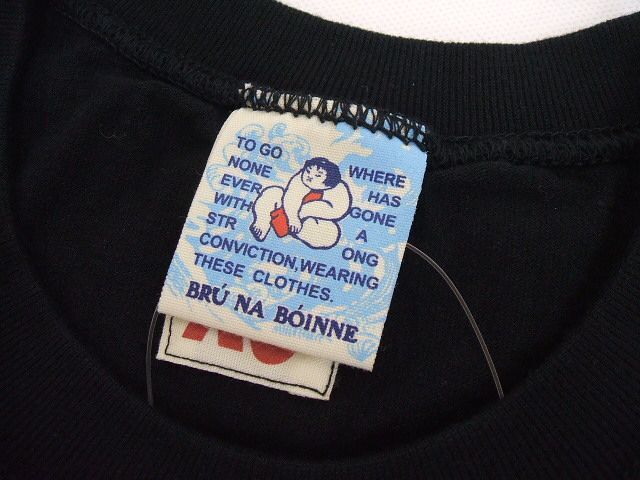 TO GO WHERE
NONE HAS
EVER GONE
WITH A
STR ONG
CONVICTION, WEARING
THESE CLOTHES.
BRÚ NA BÓINNE